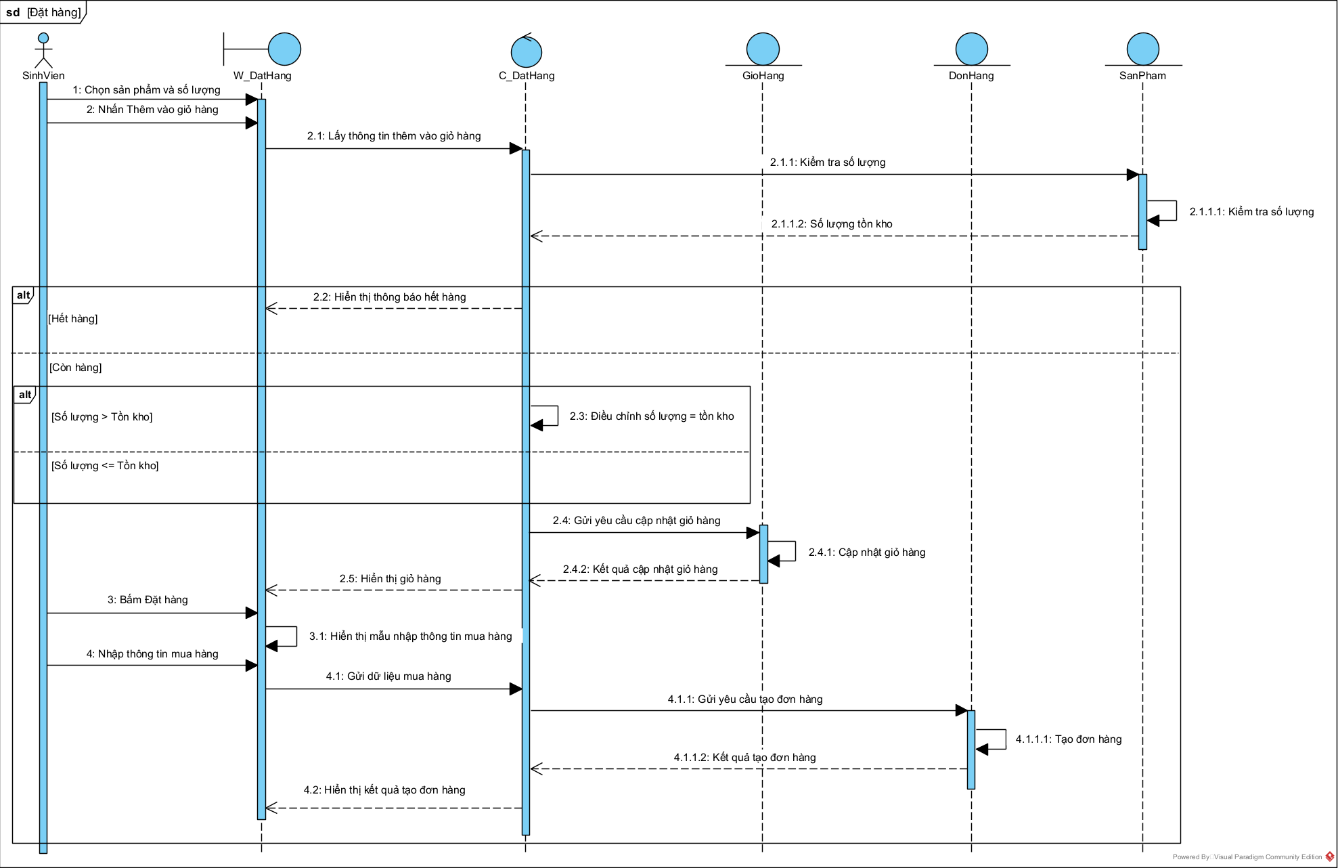 sd [Đặt hàng]
SinhVien
W_DatHang
C_DatHang
GioHang
DonHang
SanPham
1: Chọn sản phẩm và số lượng
2: Nhấn Thêm vào giỏ hàng
2.1: Lấy thông tin thêm vào giỏ hàng
2.1.1: Kiểm tra số lượng
2.1.1.1: Kiểm tra số lượng
2.1.1.2: Số lượng tồn kho
alt
2.2: Hiển thị thông báo hết hàng
[Hết hàng]
[Còn hàng]
alt
[Số lượng > Tồn kho]
2.3: Điều chỉnh số lượng = tồn kho
[Số lượng <= Tồn kho]
2.4: Gửi yêu cầu cập nhật giỏ hàng
2.4.1: Cập nhật giỏ hàng
2.4.2: Kết quả cập nhật giỏ hàng
2.5: Hiển thị giỏ hàng
3: Bấm Đặt hàng
3.1: Hiển thị mẫu nhập thông tin mua hàng
4: Nhập thông tin mua hàng
4.1: Gửi dữ liệu mua hàng
4.1.1: Gửi yêu cầu tạo đơn hàng
4.1.1.1: Tạo đơn hàng
4.1.1.2: Kết quả tạo đơn hàng
4.2: Hiển thị kết quả tạo đơn hàng
Powered By: Visual Paradigm Community Edition